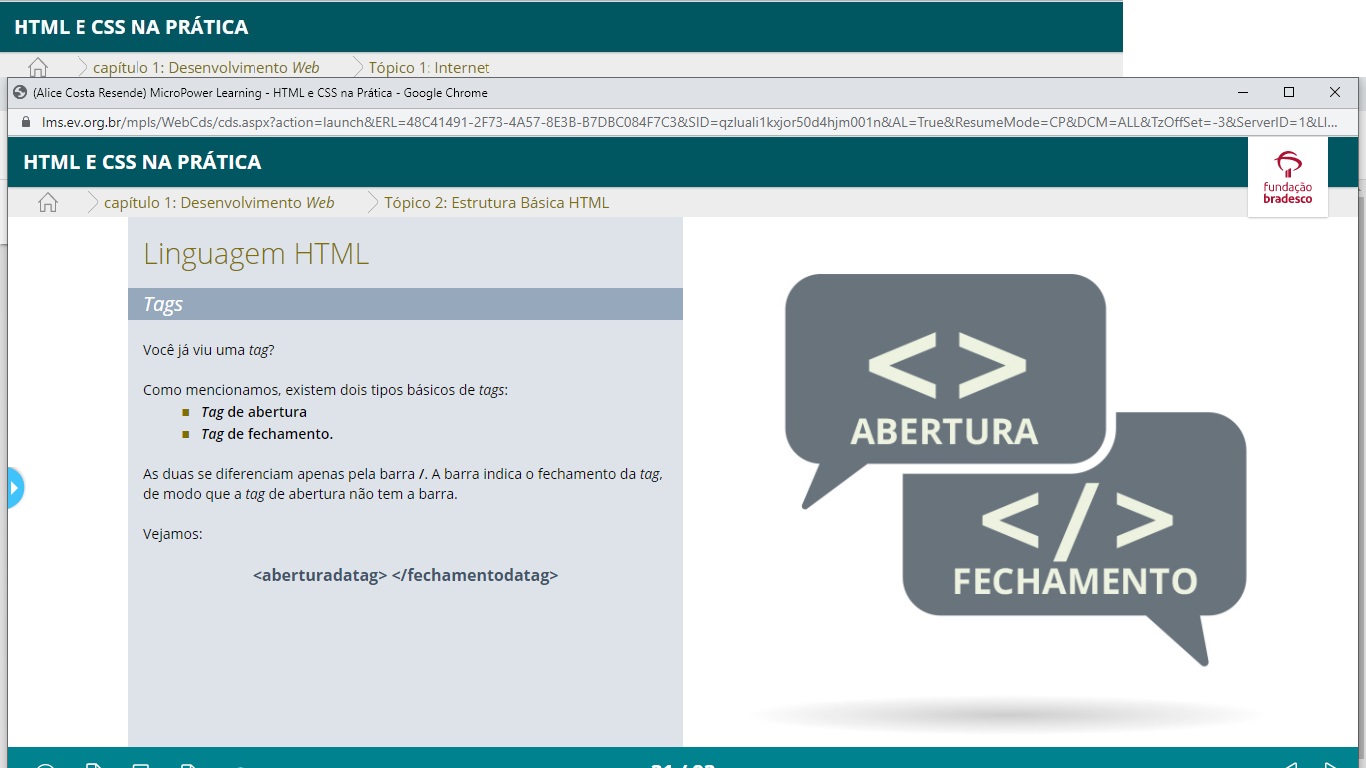 HTML E CSS NA PRÁTICA
capítulo 1: Desenvolvimento Web
Tópico 1: Internet
(Alice Costa Resende) MicroPower Learning - HTML e CSS na Prática - Google Chrome
lms.ev.org.br/mpls/WebCds/cds.aspx?action=launch&ERL=48C41491-2F73-4A57-8E3B-B7DBC084F7C3&SID=qzluali1kxjor50d4hjm001n&AL=True&ResumeMode=CP&DCM=ALL&TzOffSet=-3&ServerID=1&LI...
HTML E CSS NA PRÁTICA
fundação
bradesco
capítulo 1: Desenvolvimento Web
Tópico 2: Estrutura Básica HTML
Linguagem HTML
Tags
Você já viu uma tag?
Como mencionamos, existem dois tipos básicos de tags:
Tag de abertura
Tag de fechamento.
As duas se diferenciam apenas pela barra /. A barra indica o fechamento da tag,
de modo que a tag de abertura não tem a barra.
Vejamos:
<aberturadatag> </fechamentodatag>
<>
ABERTURA
</>
FECHAMENTO